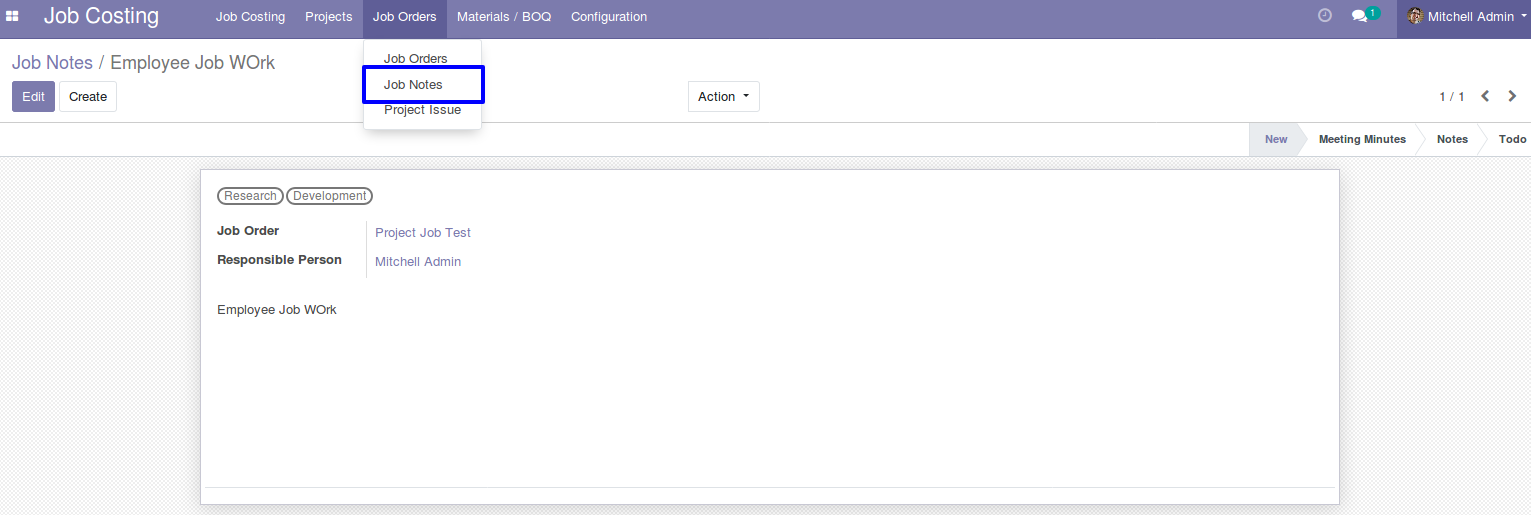 Job Costing Job Costing Projects Job Orders Materials / BOQ Configuration 1 Mitchell Admin
Job Notes / Employee Job WOrk
Job Orders
Job Notes
Project Issue
Edit Create Action 1 / 1
New Meeting Minutes Notes Todo
Research Development
Job Order Project Job Test
Responsible Person Mitchell Admin
Employee Job WOrk